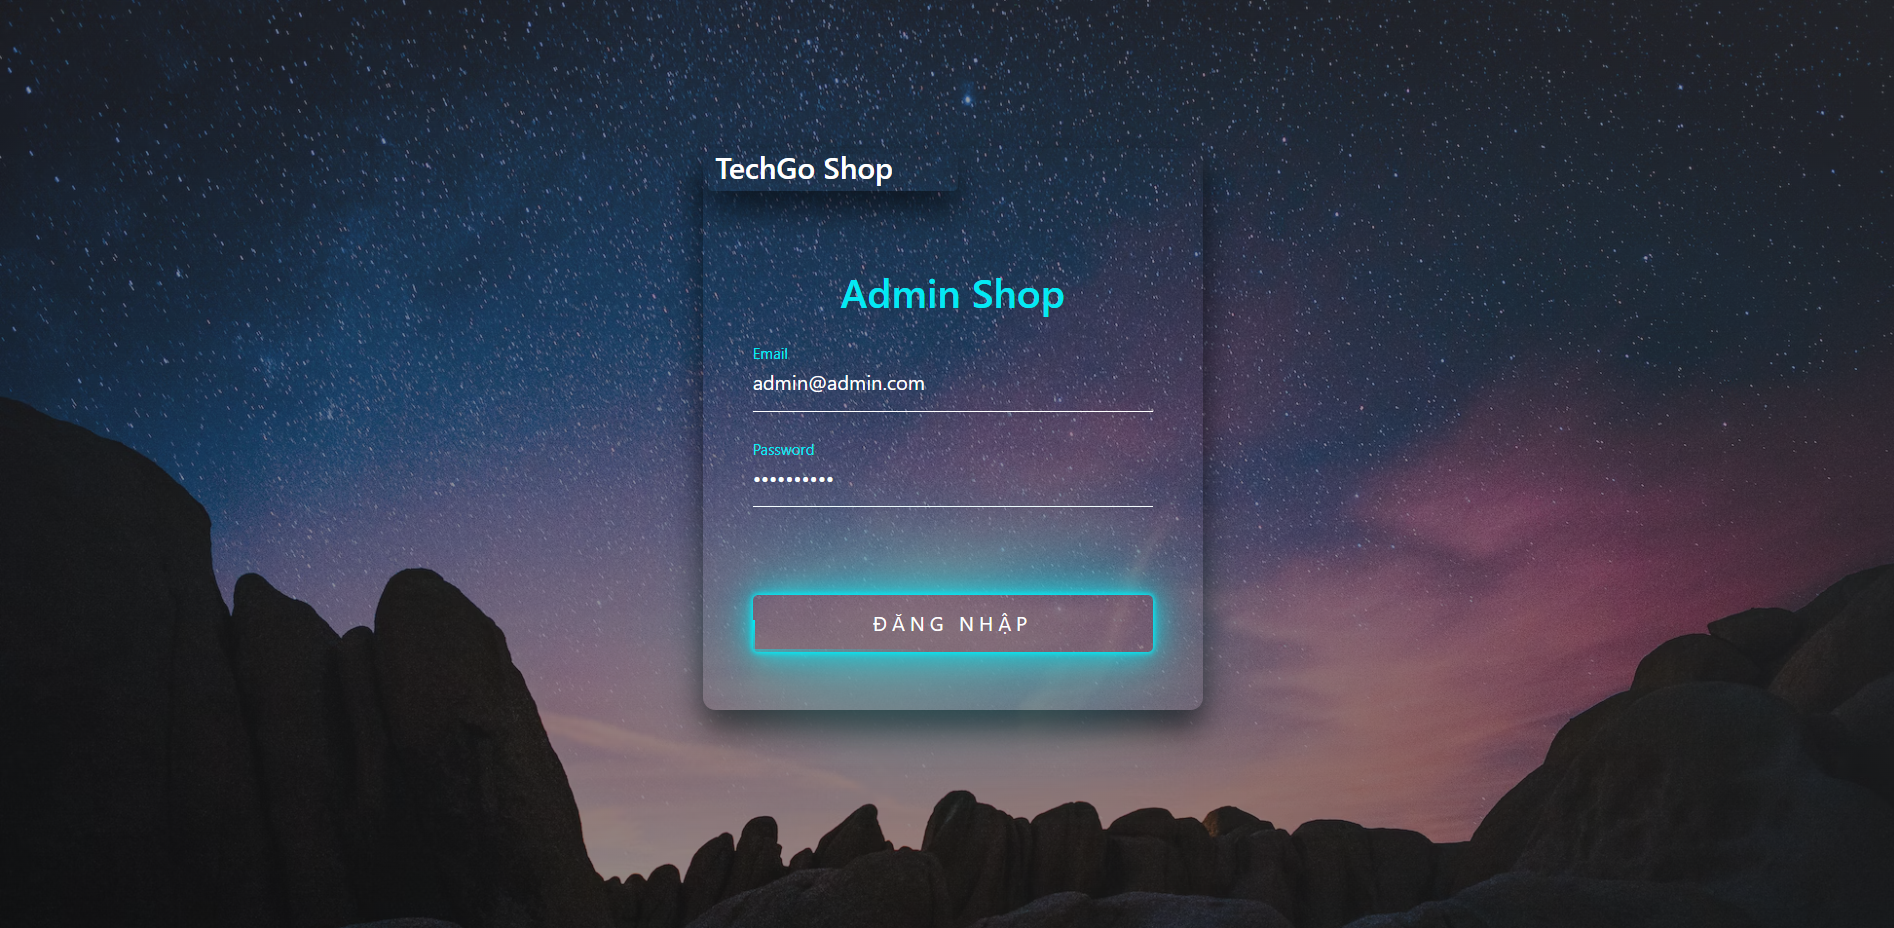 TechGo Shop
Admin Shop
Email
admin@admin.com
Password
••••••••••
ĐĂNG NHẬP